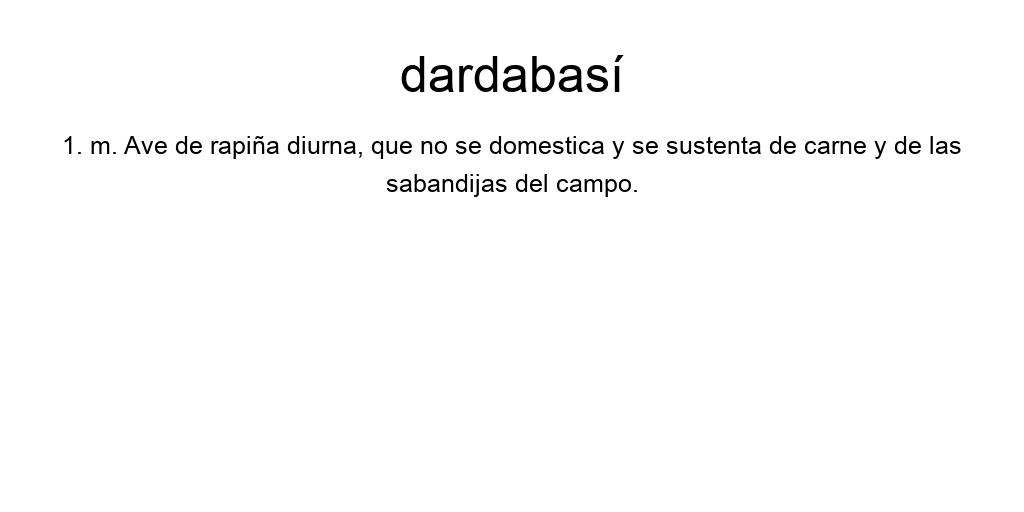 dardabasí
1. m. Ave de rapiña diurna, que no se domestica y se sustenta de carne y de las
sabandijas del campo.